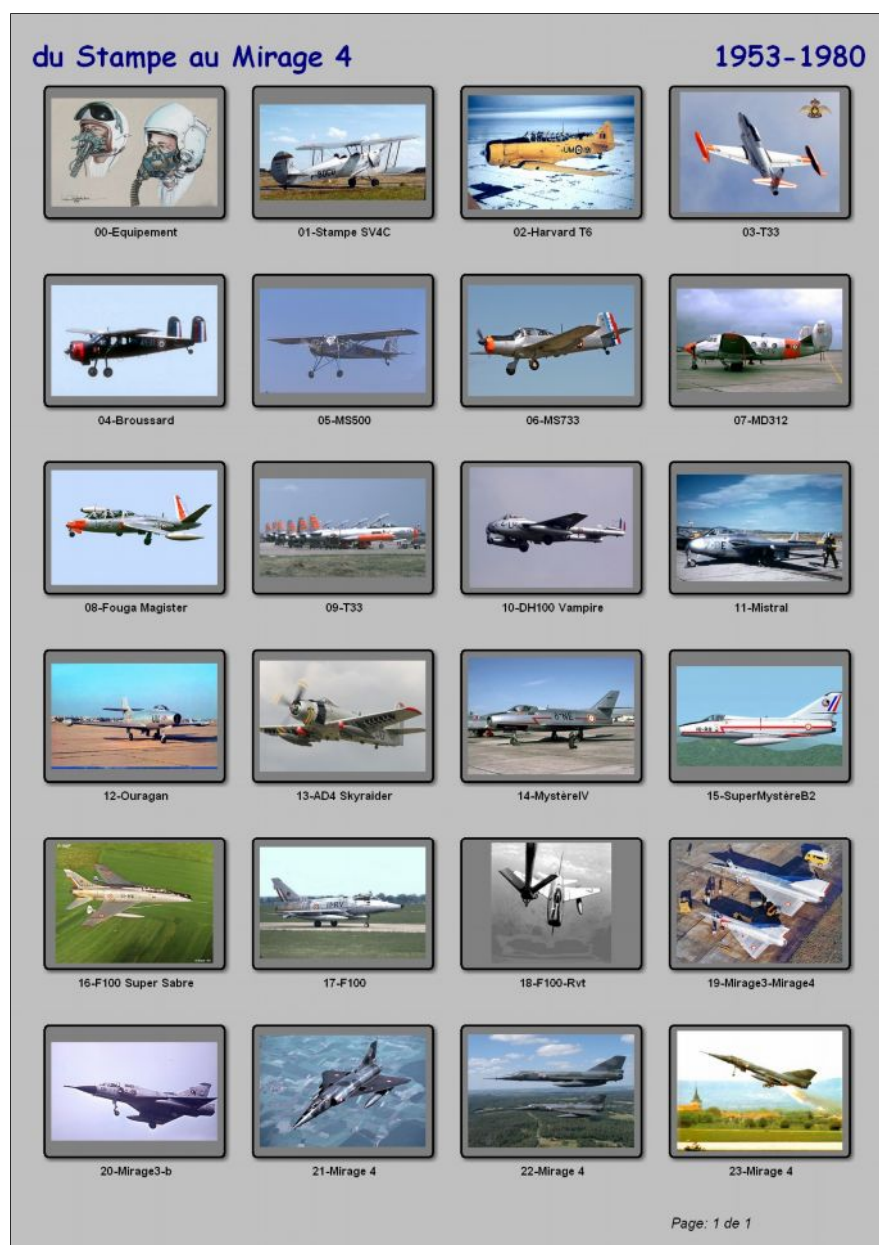 du Stampe au Mirage 4 1953-1980
00-Equipement 01-Stampe SV4C 02-Harvard T6 03-T33
04-Broussard 05-MS500 06-MS733 07-MD312
08-Fouga Magister 09-T33 10-DH100 Vampire 11-Mistral
12-Ouragan 13-AD4 Skyraider 14-MystèreIV 15-SuperMystèreB2
16-F100 Super Sabre 17-F100 18-F100-Rvt 19-Mirage3-Mirage4
20-Mirage3-b 21-Mirage 4 22-Mirage 4 23-Mirage 4
Page: 1 de 1